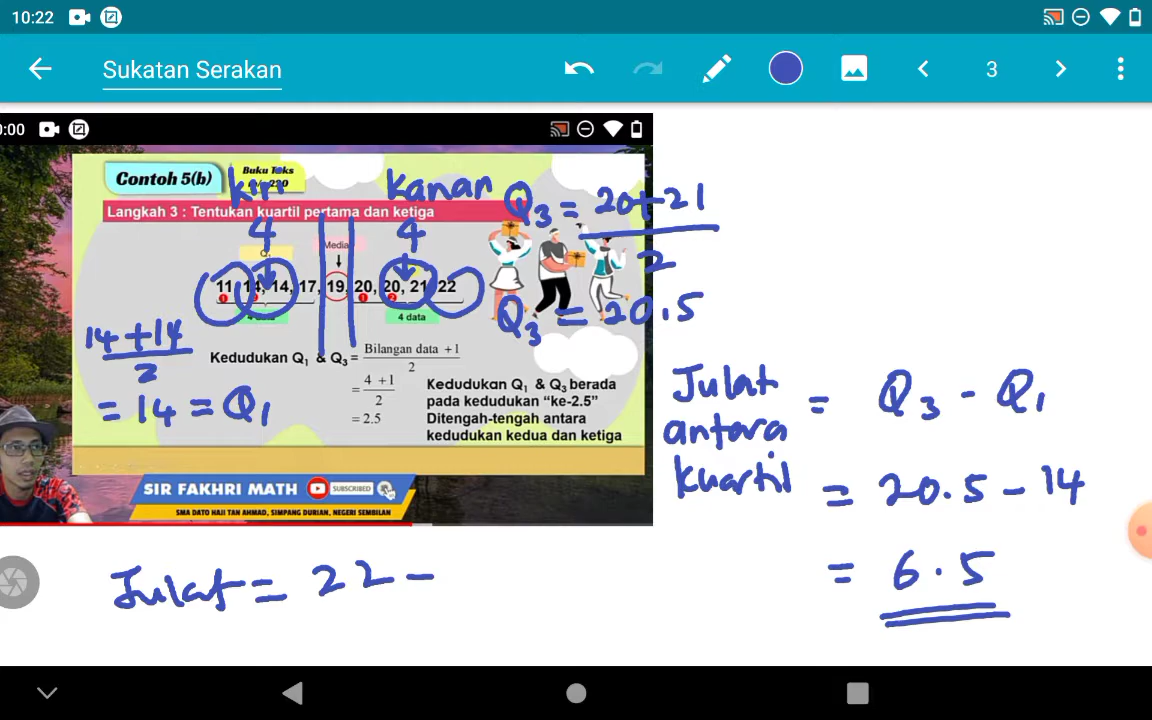 10:22
Sukatan Serakan
3
:00
Contoh 5(b)
Buku Teks
kiri
kanan
Langkah 3 : Tentukan kuartil pertama dan ketiga
4
4
Media
11, 14, 14, 17, 19, 20, 20, 21, 22
4 data
4 data
14 + 14
2
= 14 = Q1
Kedudukan Q1 & Q3 = Bilangan data + 1
2
= 4 + 1
2
= 2.5
Kedudukan Q1 & Q3 berada
pada kedudukan "ke-2.5"
Ditengah-tengah antara
kedudukan kedua dan ketiga
SIR FAKHRI MATH
SUBSCRIBED
SMA DATO HAJI TAN AHMAD, SIMPANG DURIAN, NEGERI SEMBILAN
Q3 = 20+21
2
Q3 = 20.5
Julat
antara
kuartil
= Q3 - Q1
= 20.5 - 14
= 6.5
Julat = 22 -